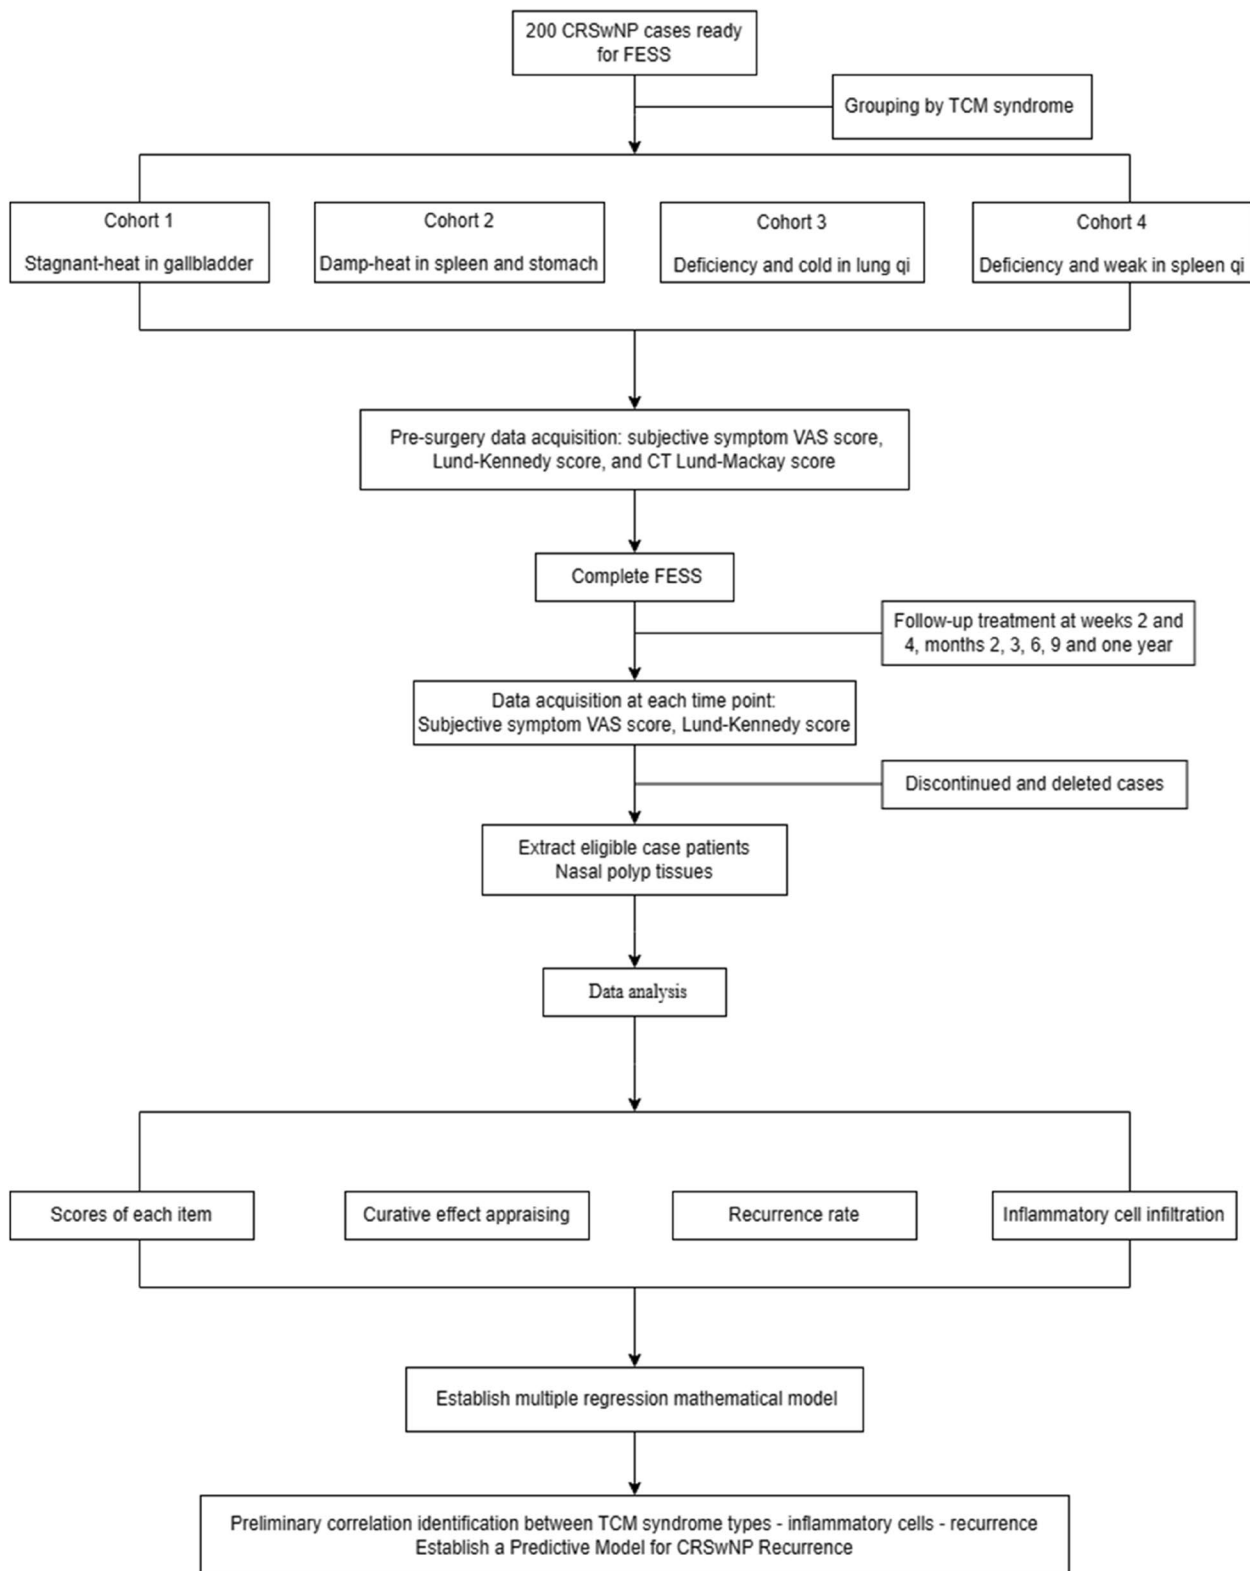 200 CRSwNP cases ready
for FESS
Grouping by TCM syndrome
Cohort 1
Stagnant-heat in gallbladder
Cohort 2
Damp-heat in spleen and stomach
Cohort 3
Deficiency and cold in lung qi
Cohort 4
Deficiency and weak in spleen qi
Pre-surgery data acquisition: subjective symptom VAS score,
Lund-Kennedy score, and CT Lund-Mackay score
Complete FESS
Follow-up treatment at weeks 2 and
4, months 2, 3, 6, 9 and one year
Data acquisition at each time point:
Subjective symptom VAS score, Lund-Kennedy score
Discontinued and deleted cases
Extract eligible case patients
Nasal polyp tissues
Data analysis
Scores of each item
Curative effect appraising
Recurrence rate
Inflammatory cell infiltration
Establish multiple regression mathematical model
Preliminary correlation identification between TCM syndrome types - inflammatory cells - recurrence
Establish a Predictive Model for CRSwNP Recurrence